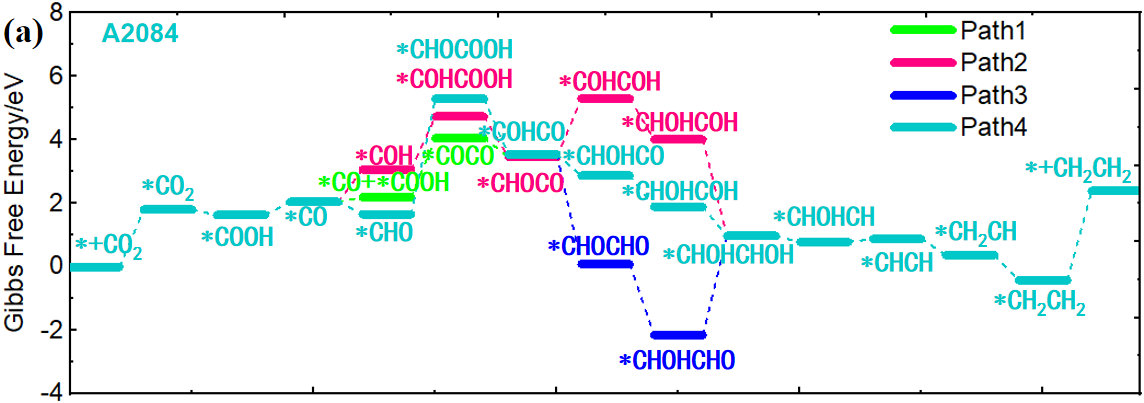 (a)
A2084
8
6
4
2
0
-2
-4
Gibbs Free Energy/eV
Path1
Path2
Path3
Path4
*+CO₂
*CO₂
*COOH
*CO
*COH
*CO+*COOH
*CHO
*CHOCOOH
*COHCOOH
*COCO
*COHCO
*CHOCO
*COHCOH
*CHOHCOH
*CHOHCO
*CHOHCOH
*CHOCHO
*CHOHCHO
*CHOHCHOH
*CHOHCH
*CHCH
*CH₂CH
*CH₂CH₂
*+CH₂CH₂